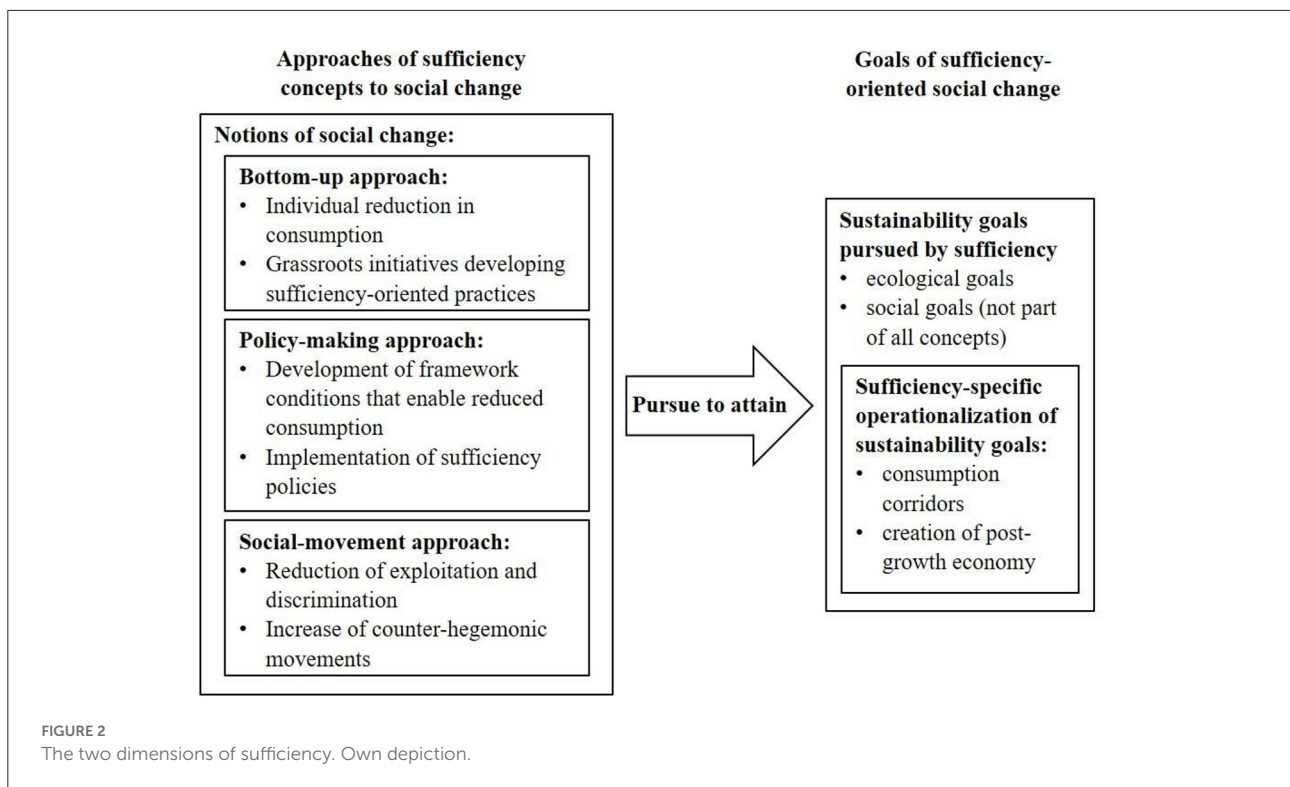 Approaches of sufficiency
concepts to social change
Notions of social change:
Bottom-up approach:
• Individual reduction in
consumption
• Grassroots initiatives developing
sufficiency-oriented practices
Policy-making approach:
• Development of framework
conditions that enable reduced
consumption
• Implementation of sufficiency
policies
Social-movement approach:
• Reduction of exploitation and
discrimination
• Increase of counter-hegemonic
movements
Pursue to attain
Goals of sufficiency-
oriented social change
Sustainability goals
pursued by sufficiency
• ecological goals
• social goals (not part
of all concepts)
Sufficiency-specific
operationalization of
sustainability goals:
• consumption
corridors
• creation of post-
growth economy
FIGURE 2
The two dimensions of sufficiency. Own depiction.